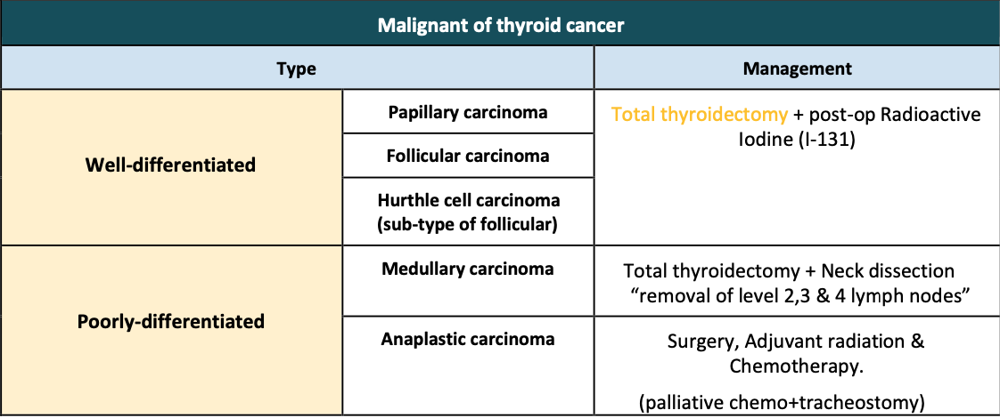 Malignant of thyroid cancer
Type
Management
Well-differentiated
Papillary carcinoma
Total thyroidectomy + post-op Radioactive
Iodine (I-131)
Follicular carcinoma
Hurthle cell carcinoma
(sub-type of follicular)
Poorly-differentiated
Medullary carcinoma
Total thyroidectomy + Neck dissection
“removal of level 2,3 & 4 lymph nodes”
Anaplastic carcinoma
Surgery, Adjuvant radiation &
Chemotherapy.
(palliative chemo+tracheostomy)